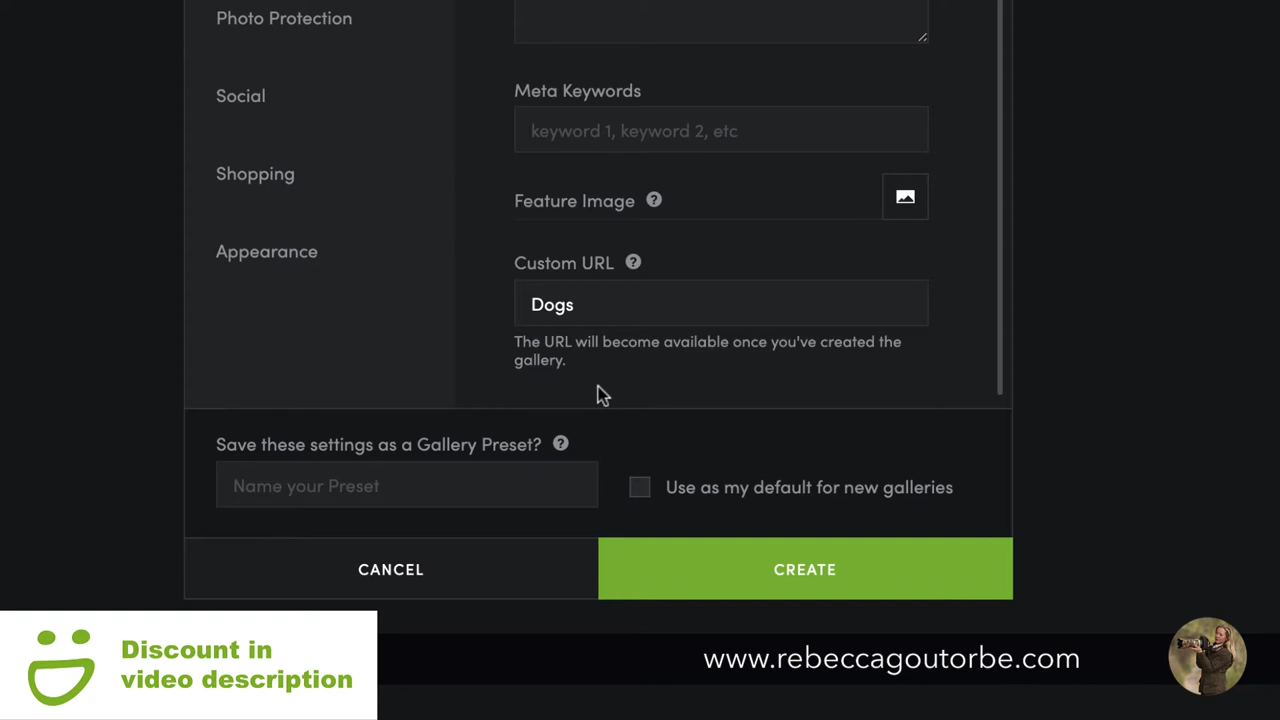 Photo Protection
Social
Shopping
Appearance
Meta Keywords
keyword 1, keyword 2, etc
Feature Image ?
Custom URL ?
Dogs
The URL will become available once you've created the
gallery.
Save these settings as a Gallery Preset? ?
Name your Preset
Use as my default for new galleries
CANCEL
CREATE
Discount in
video description
www.rebeccagoutorbe.com